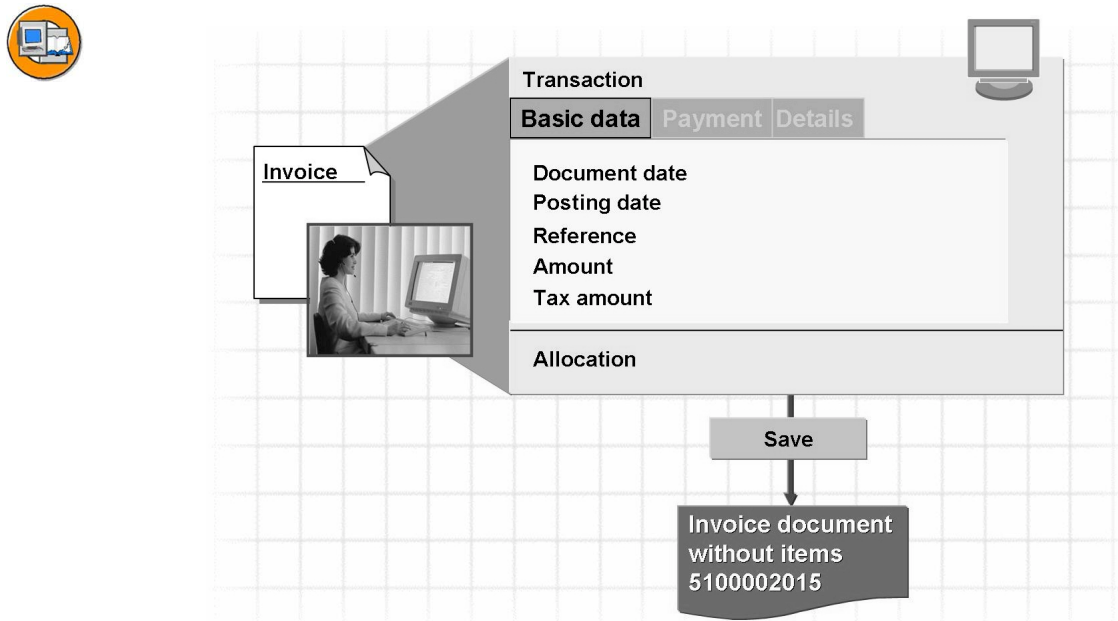 Transaction
Basic data Payment Details
Invoice
Document date
Posting date
Reference
Amount
Tax amount
Allocation
Save
Invoice document
without items
5100002015